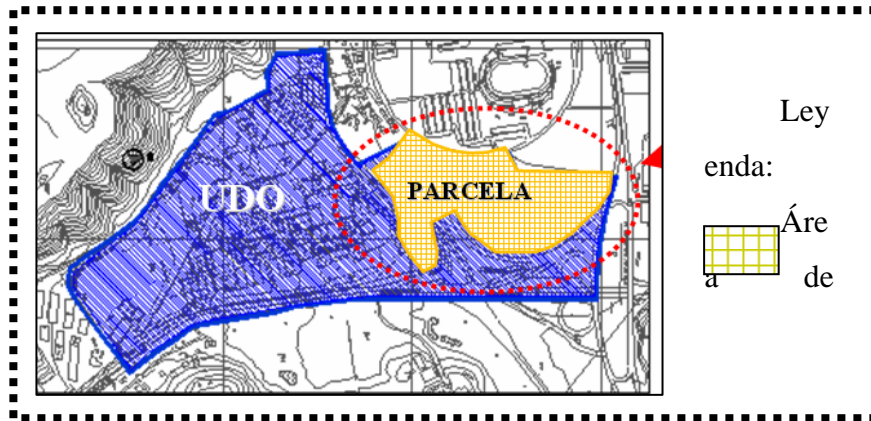 UDO
PARCELA
Ley
enda:
Áre
a de